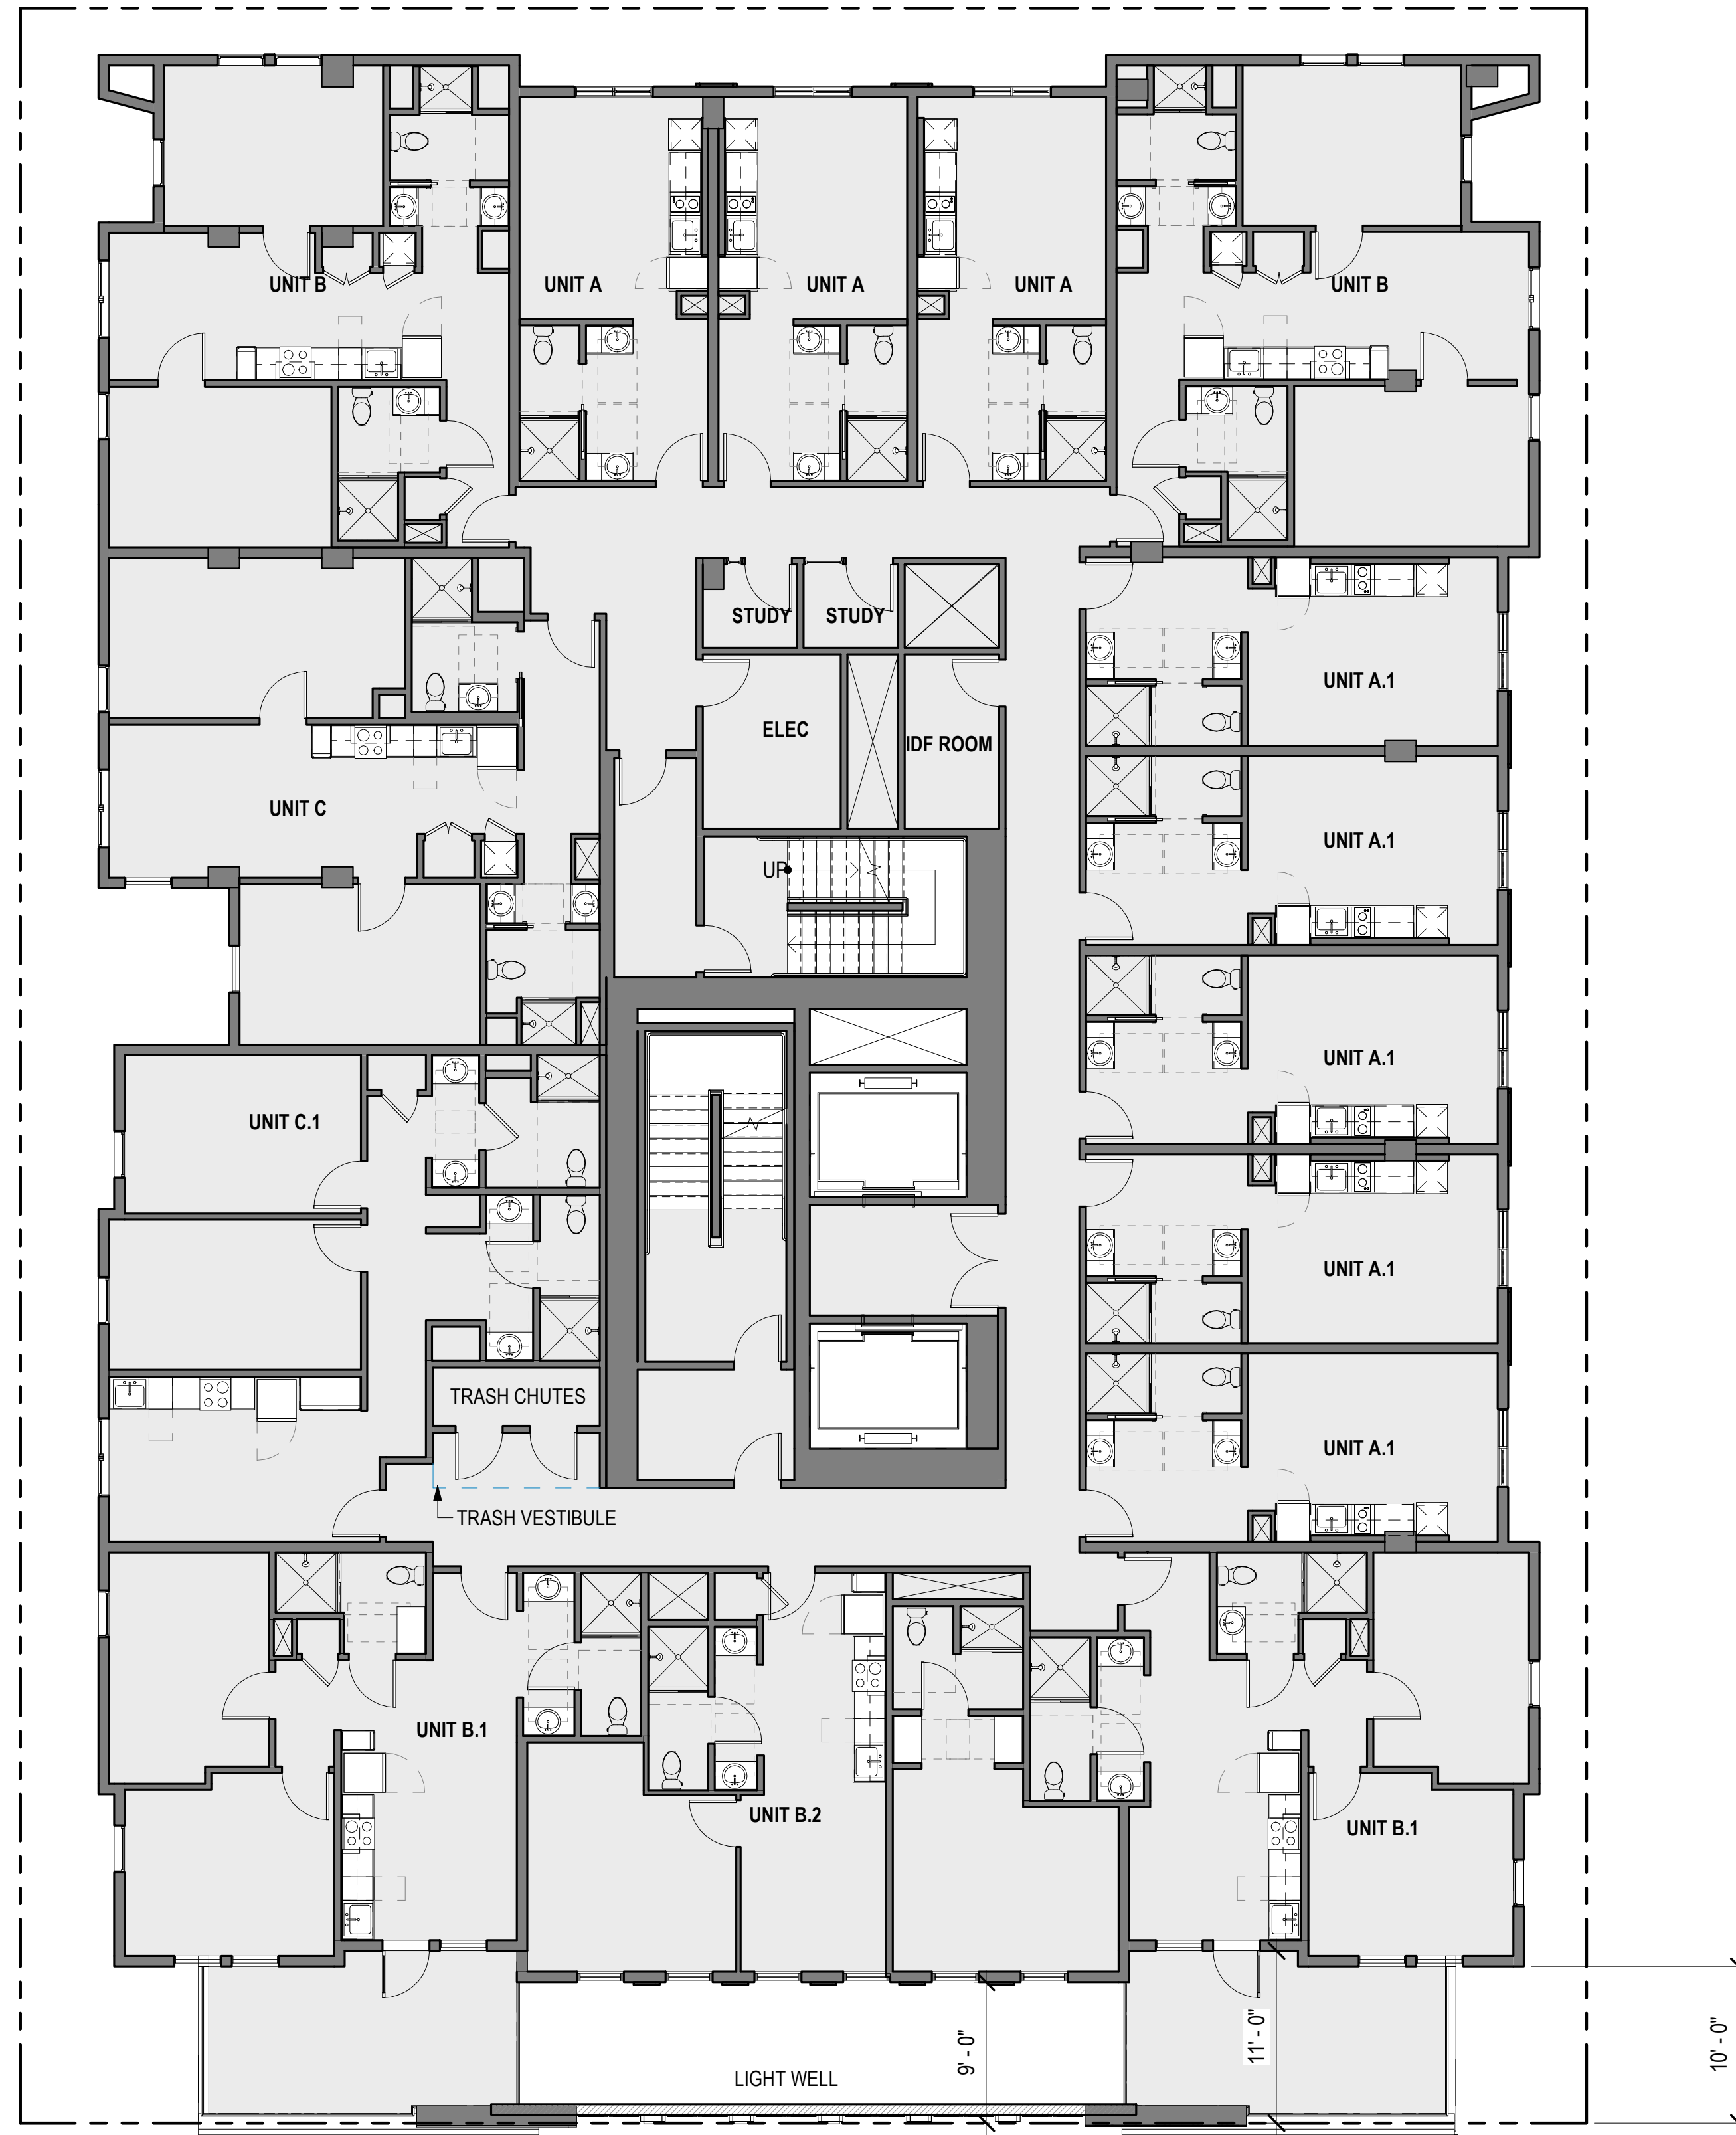 UNIT B
UNIT A
UNIT A
UNIT A
UNIT B
STUDY
STUDY
UNIT A.1
ELEC
IDF ROOM
UNIT C
UNIT A.1
UP
UNIT A.1
UNIT C.1
UNIT A.1
TRASH CHUTES
UNIT A.1
TRASH VESTIBULE
UNIT B.1
UNIT B.2
UNIT B.1
9' - 0"
11' - 0"
10' - 0"
LIGHT WELL